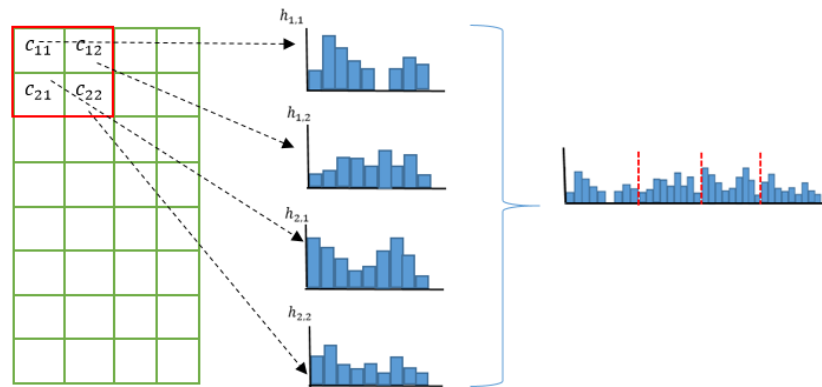 c₁₁ c₁₂
c₂₁ c₂₂
h₁,₁
h₁,₂
h₂,₁
h₂,₂